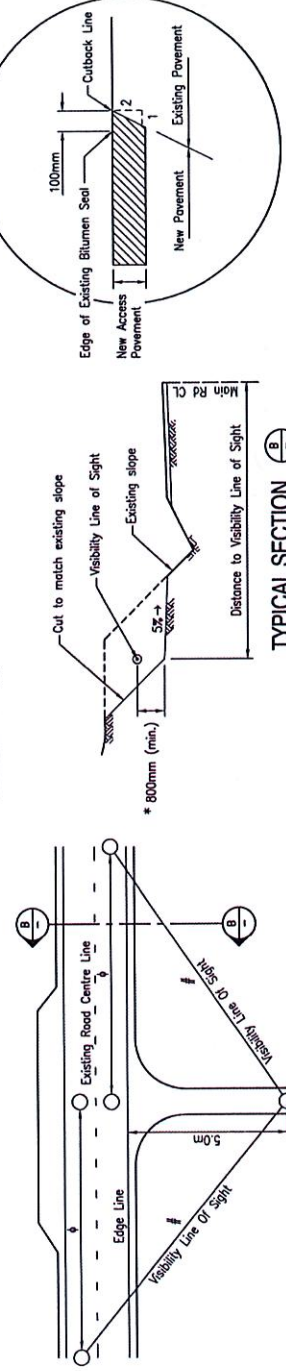 B
1
Existing Road Centre Line
ϕ
ϕ
Edge Line
#
#
Visibility Line Of Sight
Visibility Line Of Sight
5.0m
B
1
Cut to match existing slope
Visibility Line of Sight
Existing slope
5%→
* 800mm (min.)
Main Rd CL
Distance to Visibility Line of Sight
TYPICAL SECTION
B
100mm
Edge of Existing Bitumen Seal
Cutback Line
2
1
New Access
Pavement
New Pavement
Existing Pavement